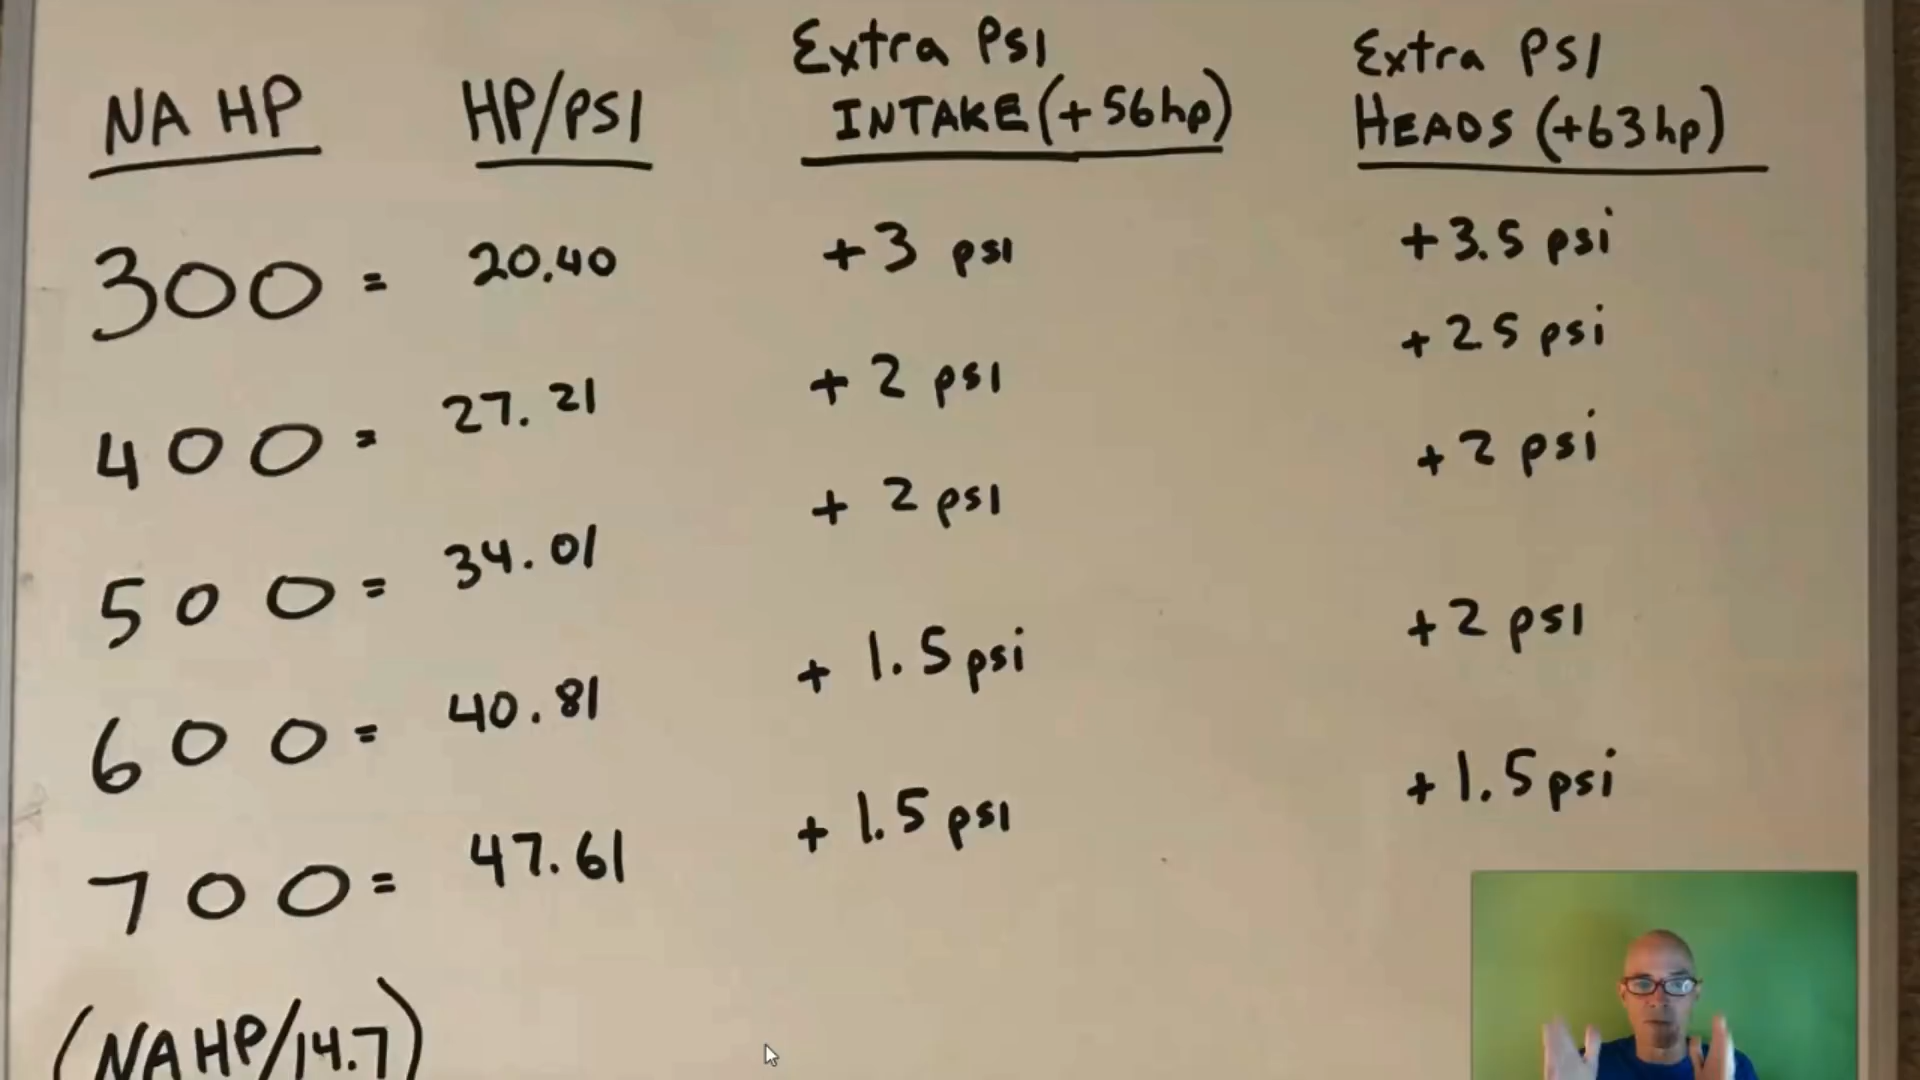 NA HP HP/PSI Extra PSI INTAKE (+56hp) Extra PSI HEADS (+63hp)
300 = 20.40 +3 psi +3.5 psi
400 = 27.21 +2 psi +2.5 psi
500 = 34.01 +2 psi +2 psi
600 = 40.81 +1.5 psi +2 psi
700 = 47.61 +1.5 psi +1.5 psi
(NA HP/14.7)